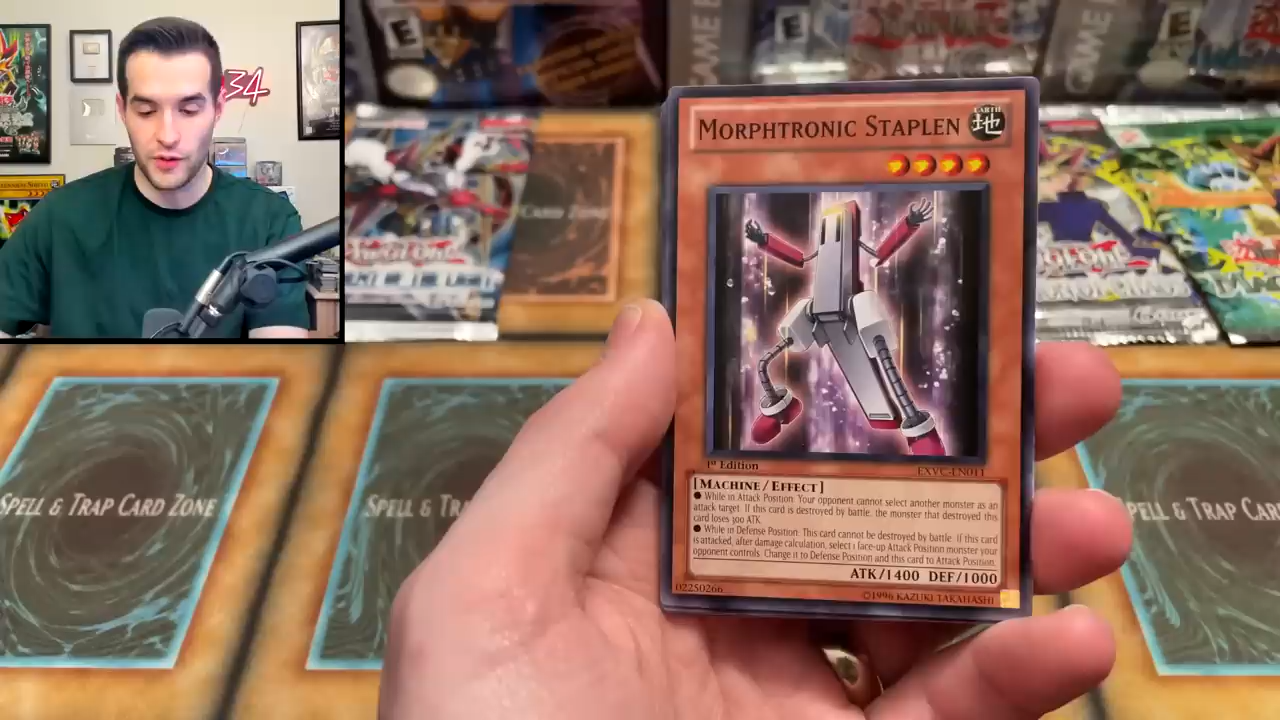 34
GAME B
GAME B
E
E
E
CARD ZONE
SPELL & TRAP CARD ZONE
SPELL & TRA
PELL & TRAP CAR
MORPHTRONIC STAPLEN
EARTH
地
1st Edition
EXVC-EN011
[MACHINE/EFFECT]
● While in Attack Position: Your opponent cannot select another monster as an
attack target. If this card is destroyed by battle, the monster that destroyed this
card loses 300 ATK.
● While in Defense Position: This card cannot be destroyed by battle. If this card
is attacked, after damage calculation, select 1 face-up Attack Position monster your
opponent controls. Change it to Defense Position and this card to Attack Position.
ATK/1400 DEF/1000
02250266
©1996 KAZUKI TAKAHASHI